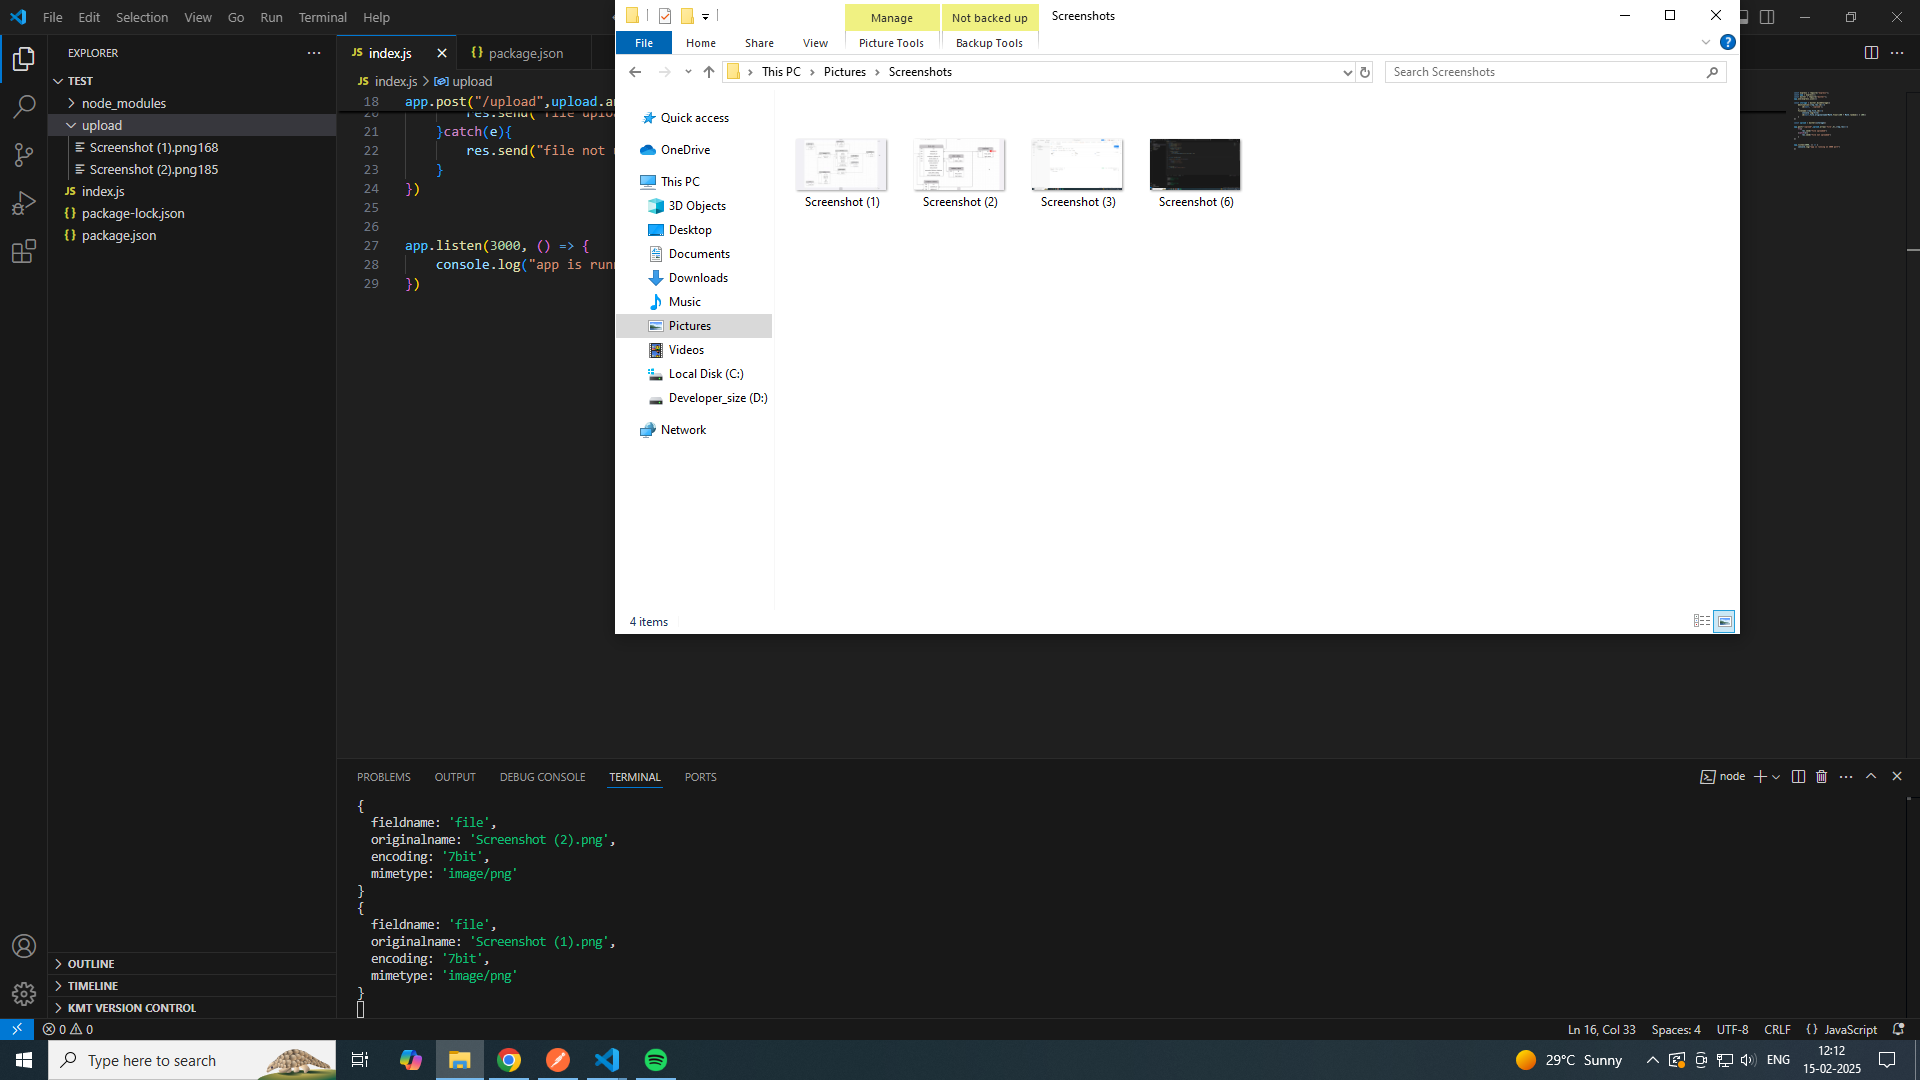 File Edit Selection View Go Run Terminal Help
EXPLORER
TEST
node_modules
upload
Screenshot (1).png168
Screenshot (2).png185
JS index.js
{} package-lock.json
{} package.json
OUTLINE
TIMELINE
KMT VERSION CONTROL
JS index.js
{} package.json
JS index.js > upload
18 app.post("/upload",upload.a
20 res.send("file uplo
21 }catch(e){
22 res.send("file not
23 }
24 })
25
26
27 app.listen(3000, () => {
28 console.log("app is run
29 })
Manage
Not backed up
Screenshots
File Home Share View Picture Tools Backup Tools
This PC > Pictures > Screenshots
Search Screenshots
Quick access
OneDrive
This PC
3D Objects
Desktop
Documents
Downloads
Music
Pictures
Videos
Local Disk (C:)
Developer_size (D:)
Network
Screenshot (1)
Screenshot (2)
Screenshot (3)
Screenshot (6)
4 items
PROBLEMS OUTPUT DEBUG CONSOLE TERMINAL PORTS
node
{
fieldname: 'file',
originalname: 'Screenshot (2).png',
encoding: '7bit',
mimetype: 'image/png'
}
{
fieldname: 'file',
originalname: 'Screenshot (1).png',
encoding: '7bit',
mimetype: 'image/png'
}
0 0
Ln 16, Col 33 Spaces: 4 UTF-8 CRLF {} JavaScript
Type here to search
29°C Sunny
ENG
12:12
15-02-2025